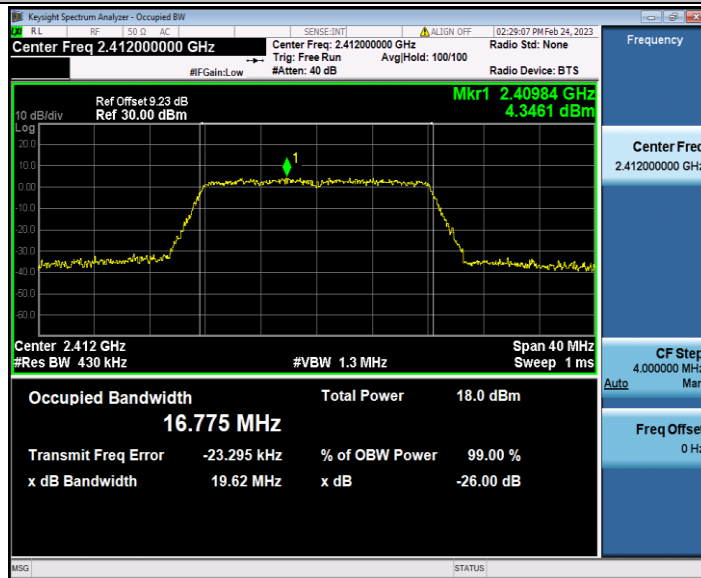 Keysight Spectrum Analyzer - Occupied BW
RL RF 50 Ω AC SENSE:INT ALIGN OFF 02:29:07 PM Feb 24, 2023
Center Freq 2.412000000 GHz
Center Freq: 2.412000000 GHz Radio Std: None
Trig: Free Run Avg|Hold: 100/100
#IFGain:Low #Atten: 40 dB Radio Device: BTS
Frequency
Mkr1 2.40984 GHz
4.3461 dBm
Ref Offset 9.23 dB
10 dB/div Ref 30.00 dBm
Log
20.0
10.0
0.00
-10.0
-20.0
-30.0
-40.0
-50.0
-60.0
1
Center 2.412 GHz Span 40 MHz
#Res BW 430 kHz #VBW 1.3 MHz Sweep 1 ms
Occupied Bandwidth Total Power 18.0 dBm
16.775 MHz
Transmit Freq Error -23.295 kHz % of OBW Power 99.00 %
x dB Bandwidth 19.62 MHz x dB -26.00 dB
Center Freq
2.412000000 GHz
CF Step
4.000000 MHz
Auto Man
Freq Offset
0 Hz
MSG STATUS